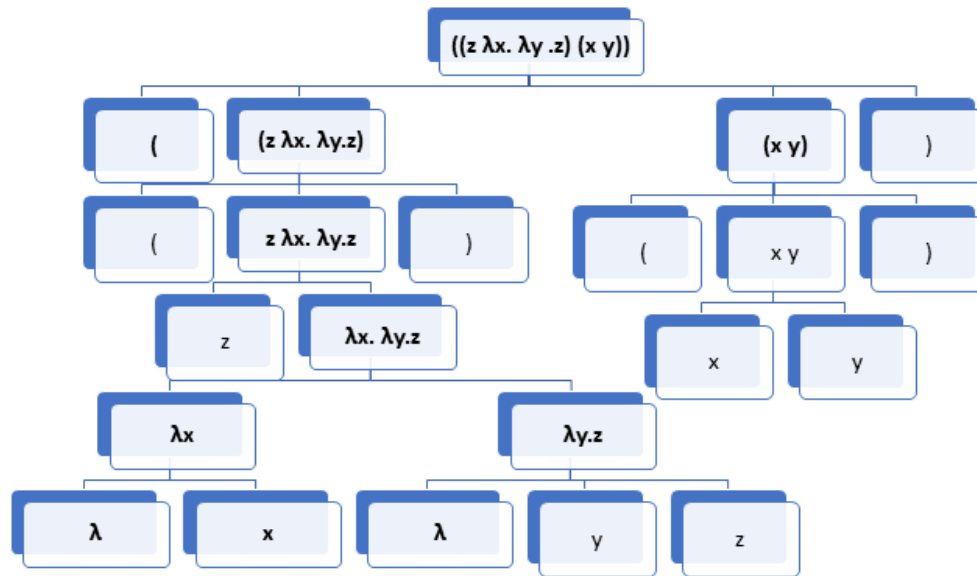 ((z λx. λy .z) (x y))
(
(z λx. λy.z)
(x y)
)
(
z λx. λy.z
)
(
x y
)
z
λx. λy.z
x
y
λx
λy.z
λ
x
λ
y
z